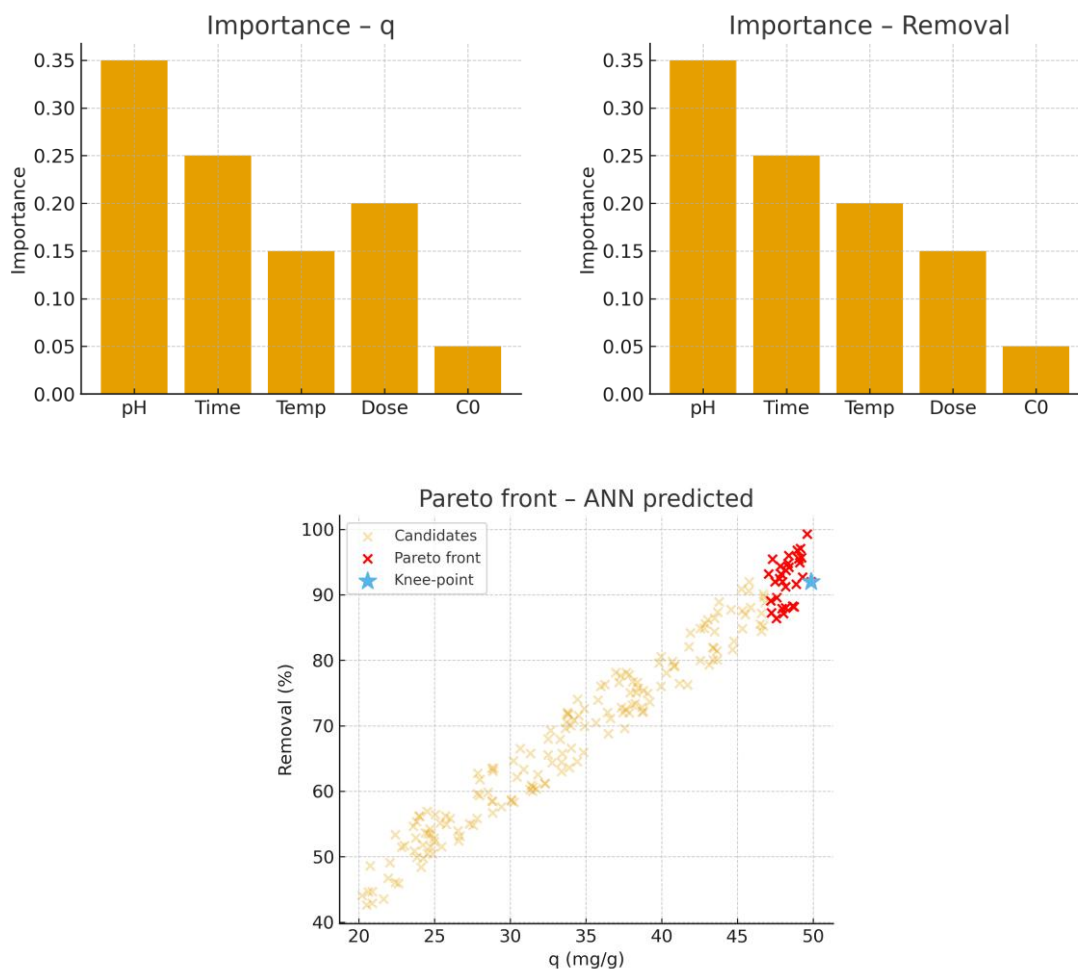 Importance – q
Importance
0.35
0.30
0.25
0.20
0.15
0.10
0.05
0.00
pH Time Temp Dose C0
Importance – Removal
Importance
0.35
0.30
0.25
0.20
0.15
0.10
0.05
0.00
pH Time Temp Dose C0
Pareto front – ANN predicted
Candidates
Pareto front
Knee-point
Removal (%)
100
90
80
70
60
50
40
20 25 30 35 40 45 50
q (mg/g)